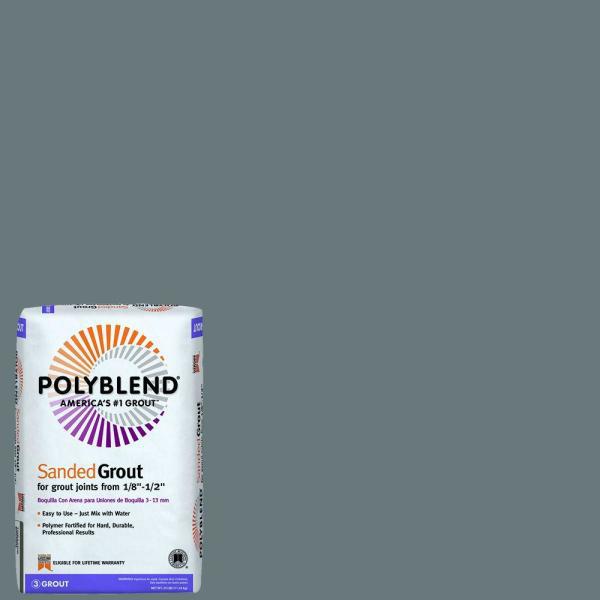 POLYBLEND®
AMERICA'S #1 GROUT™
Sanded Grout
for grout joints from 1/8"-1/2"
Boquilla Con Arena para Uniones de Boquilla 3-13 mm
• Easy to Use – Just Mix with Water
• Polymer Fortified for Hard, Durable,
Professional Results
ELIGIBLE FOR LIFETIME WARRANTY
3 GROUT